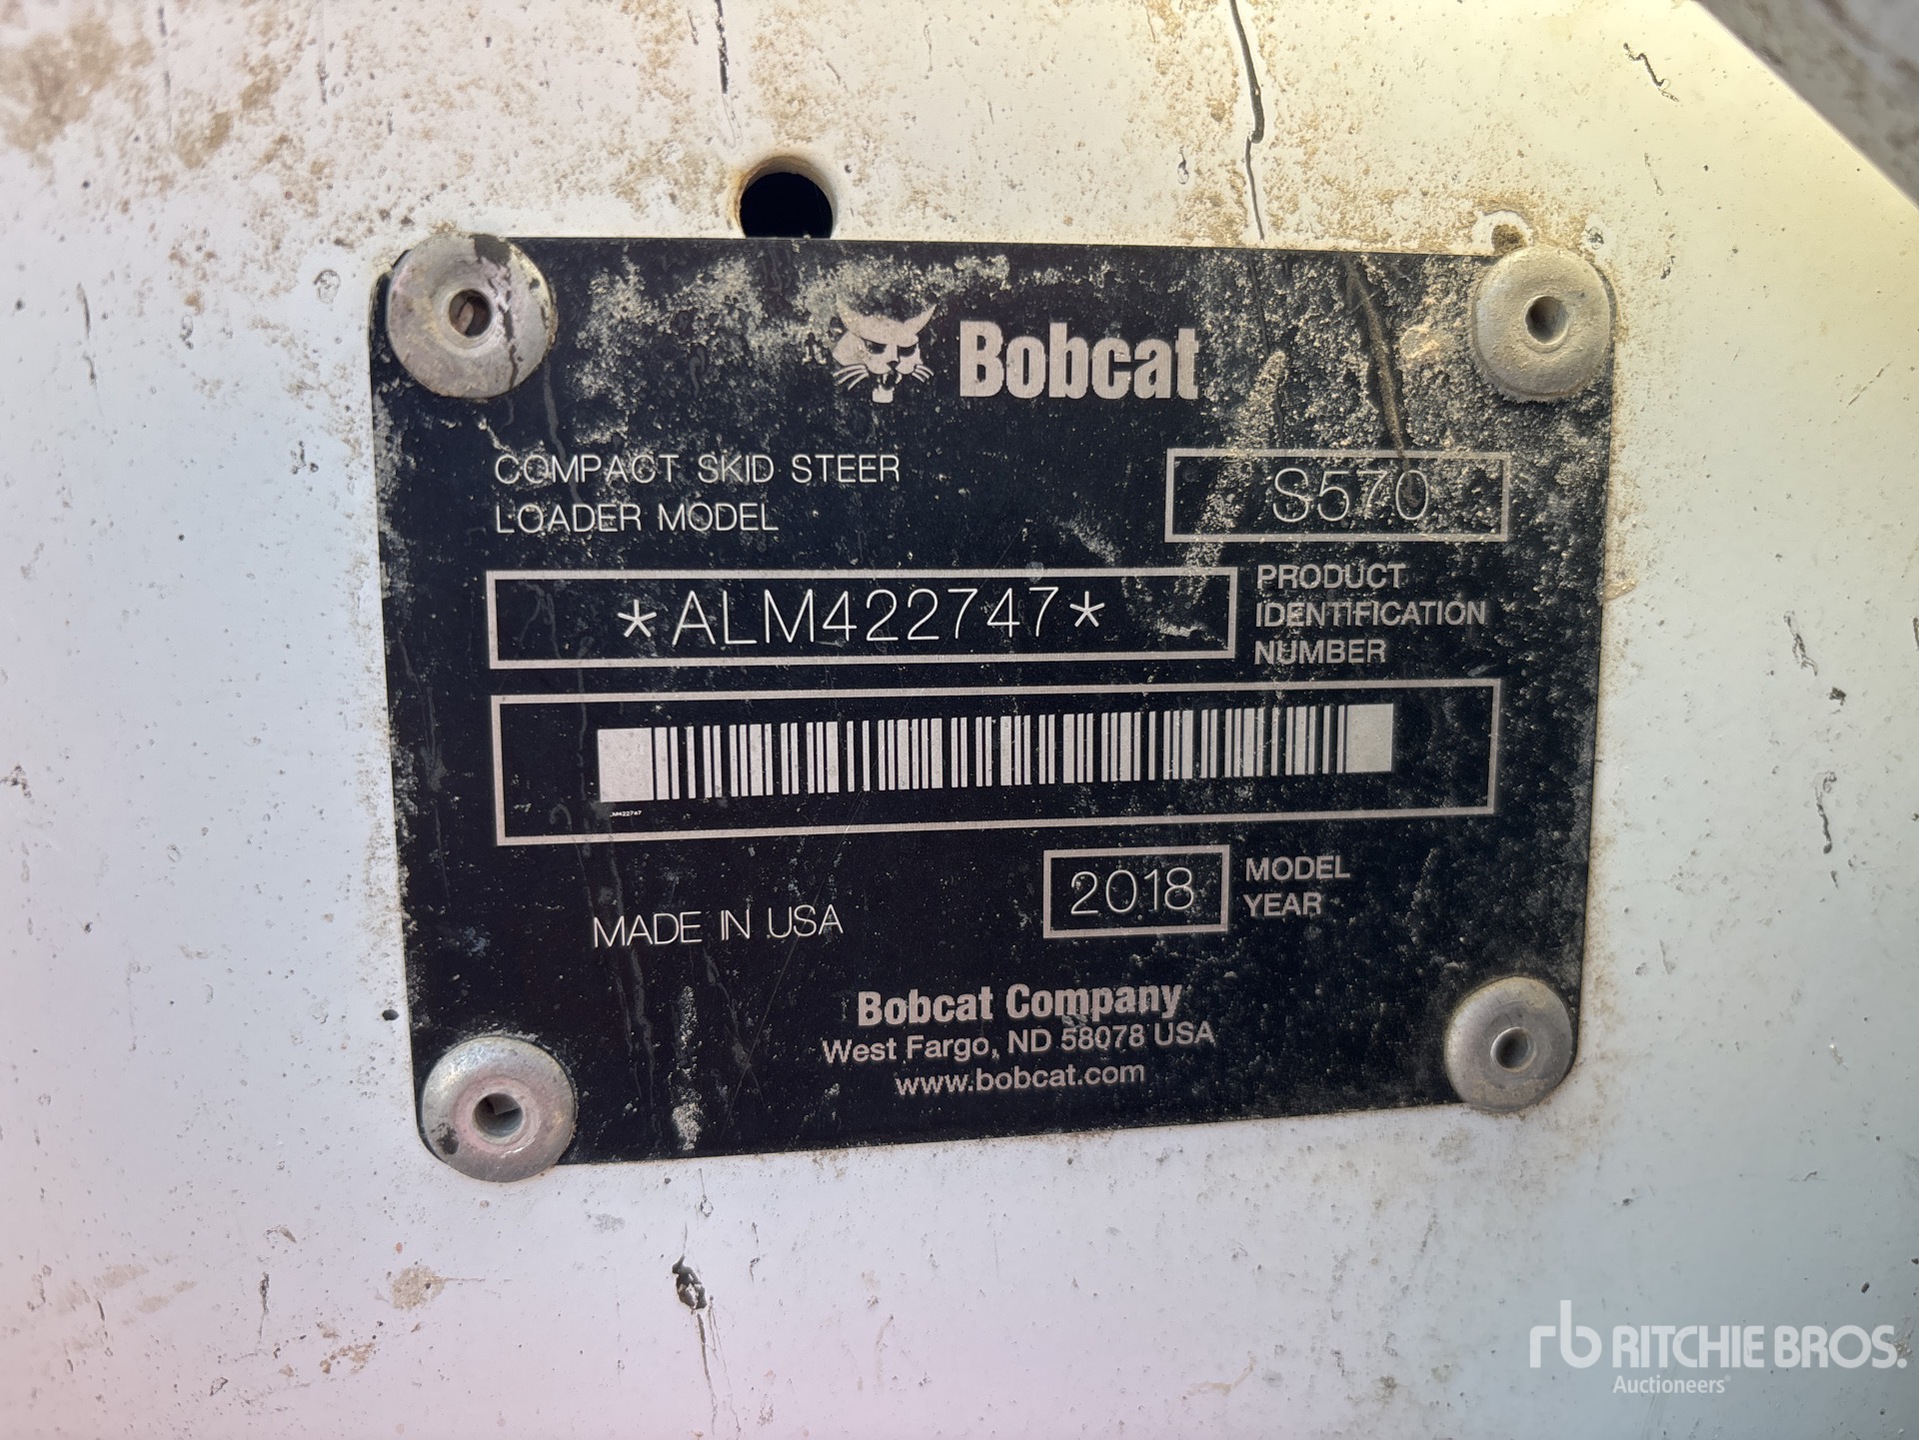 Bobcat
COMPACT SKID STEER
LOADER MODEL
S570
*ALM422747*
PRODUCT
IDENTIFICATION
NUMBER
MADE IN USA
2018
MODEL
YEAR
Bobcat Company
West Fargo, ND 58078 USA
www.bobcat.com
rb RITCHIE BROS.
Auctioneers